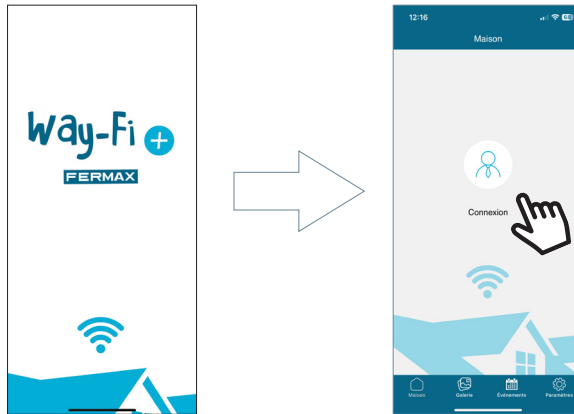 Way-Fi +
FERMAX
12:16
Maison
Connexion
Maison
Galerie
Événements
Paramètres